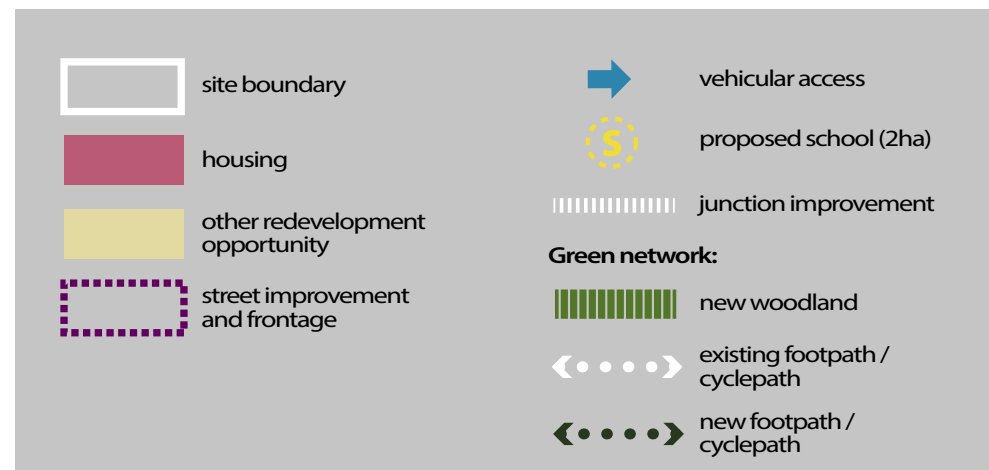 site boundary
housing
other redevelopment
opportunity
street improvement
and frontage
vehicular access
S
proposed school (2ha)
junction improvement
Green network:
new woodland
existing footpath /
cyclepath
new footpath /
cyclepath